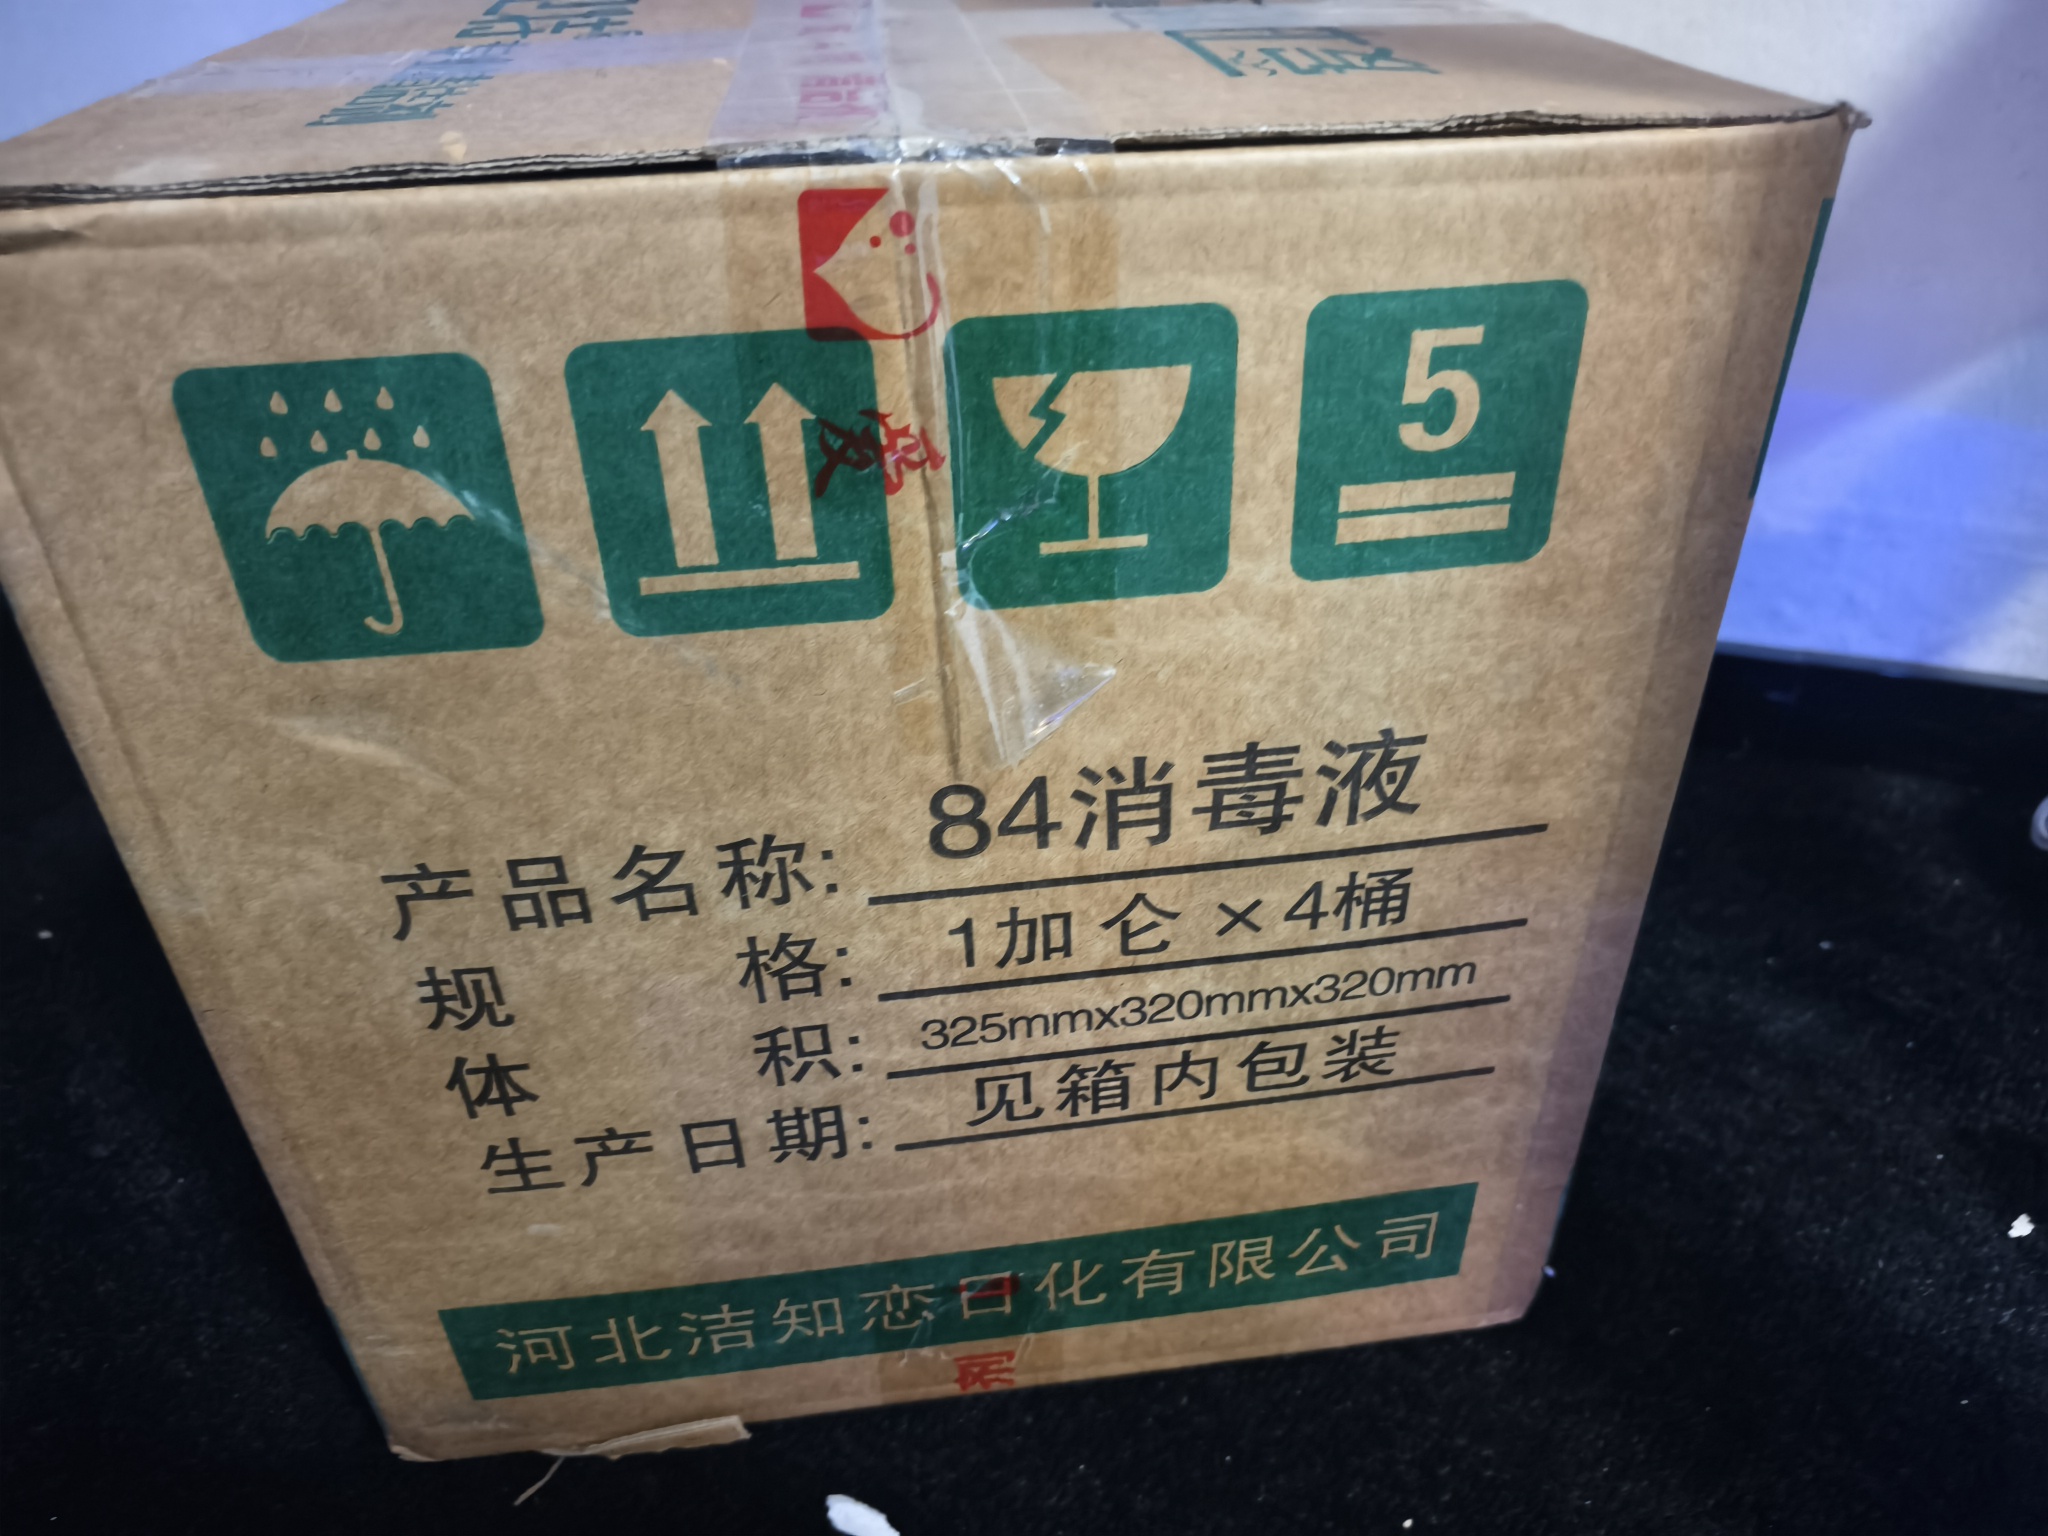 5
产品名称: 84消毒液
规 格: 1加仑×4桶
体 积: 325mmx320mmx320mm
生产日期: 见箱内包装
河北洁知恋日化有限公司